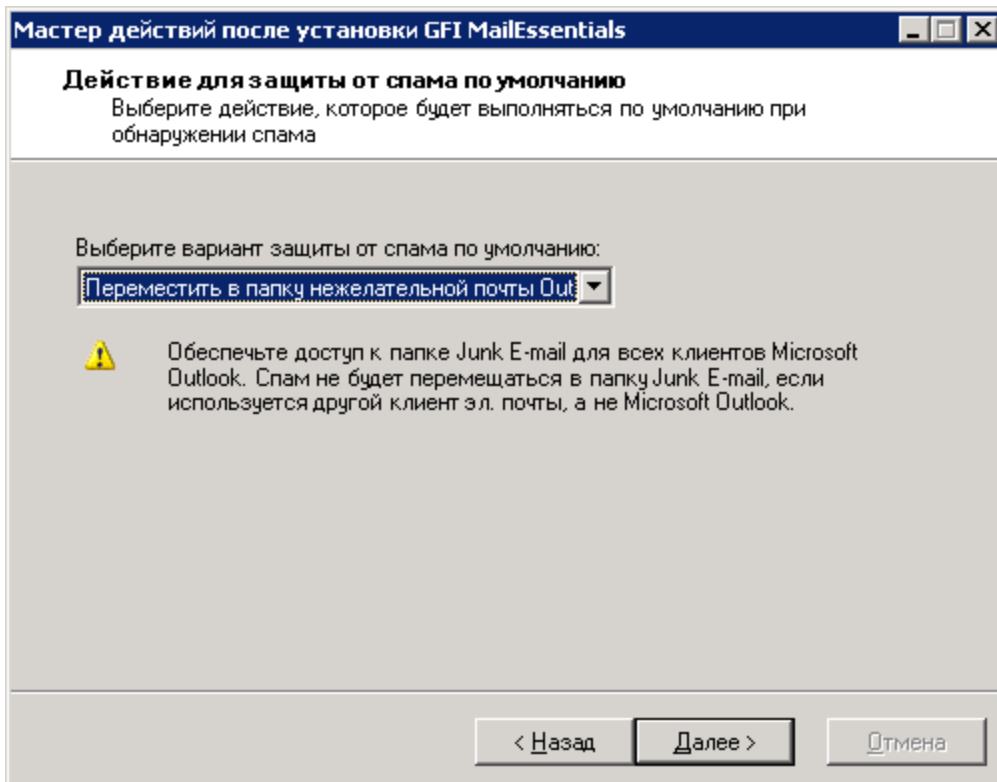 Мастер действий после установки GFI MailEssentials
Действие для защиты от спама по умолчанию
Выберите действие, которое будет выполняться по умолчанию при
обнаружении спама
Выберите вариант защиты от спама по умолчанию:
Переместить в папку нежелательной почты Out
Обеспечьте доступ к папке Junk E-mail для всех клиентов Microsoft
Outlook. Спам не будет перемещаться в папку Junk E-mail, если
используется другой клиент эл. почты, а не Microsoft Outlook.
< Назад
Далее >
Отмена